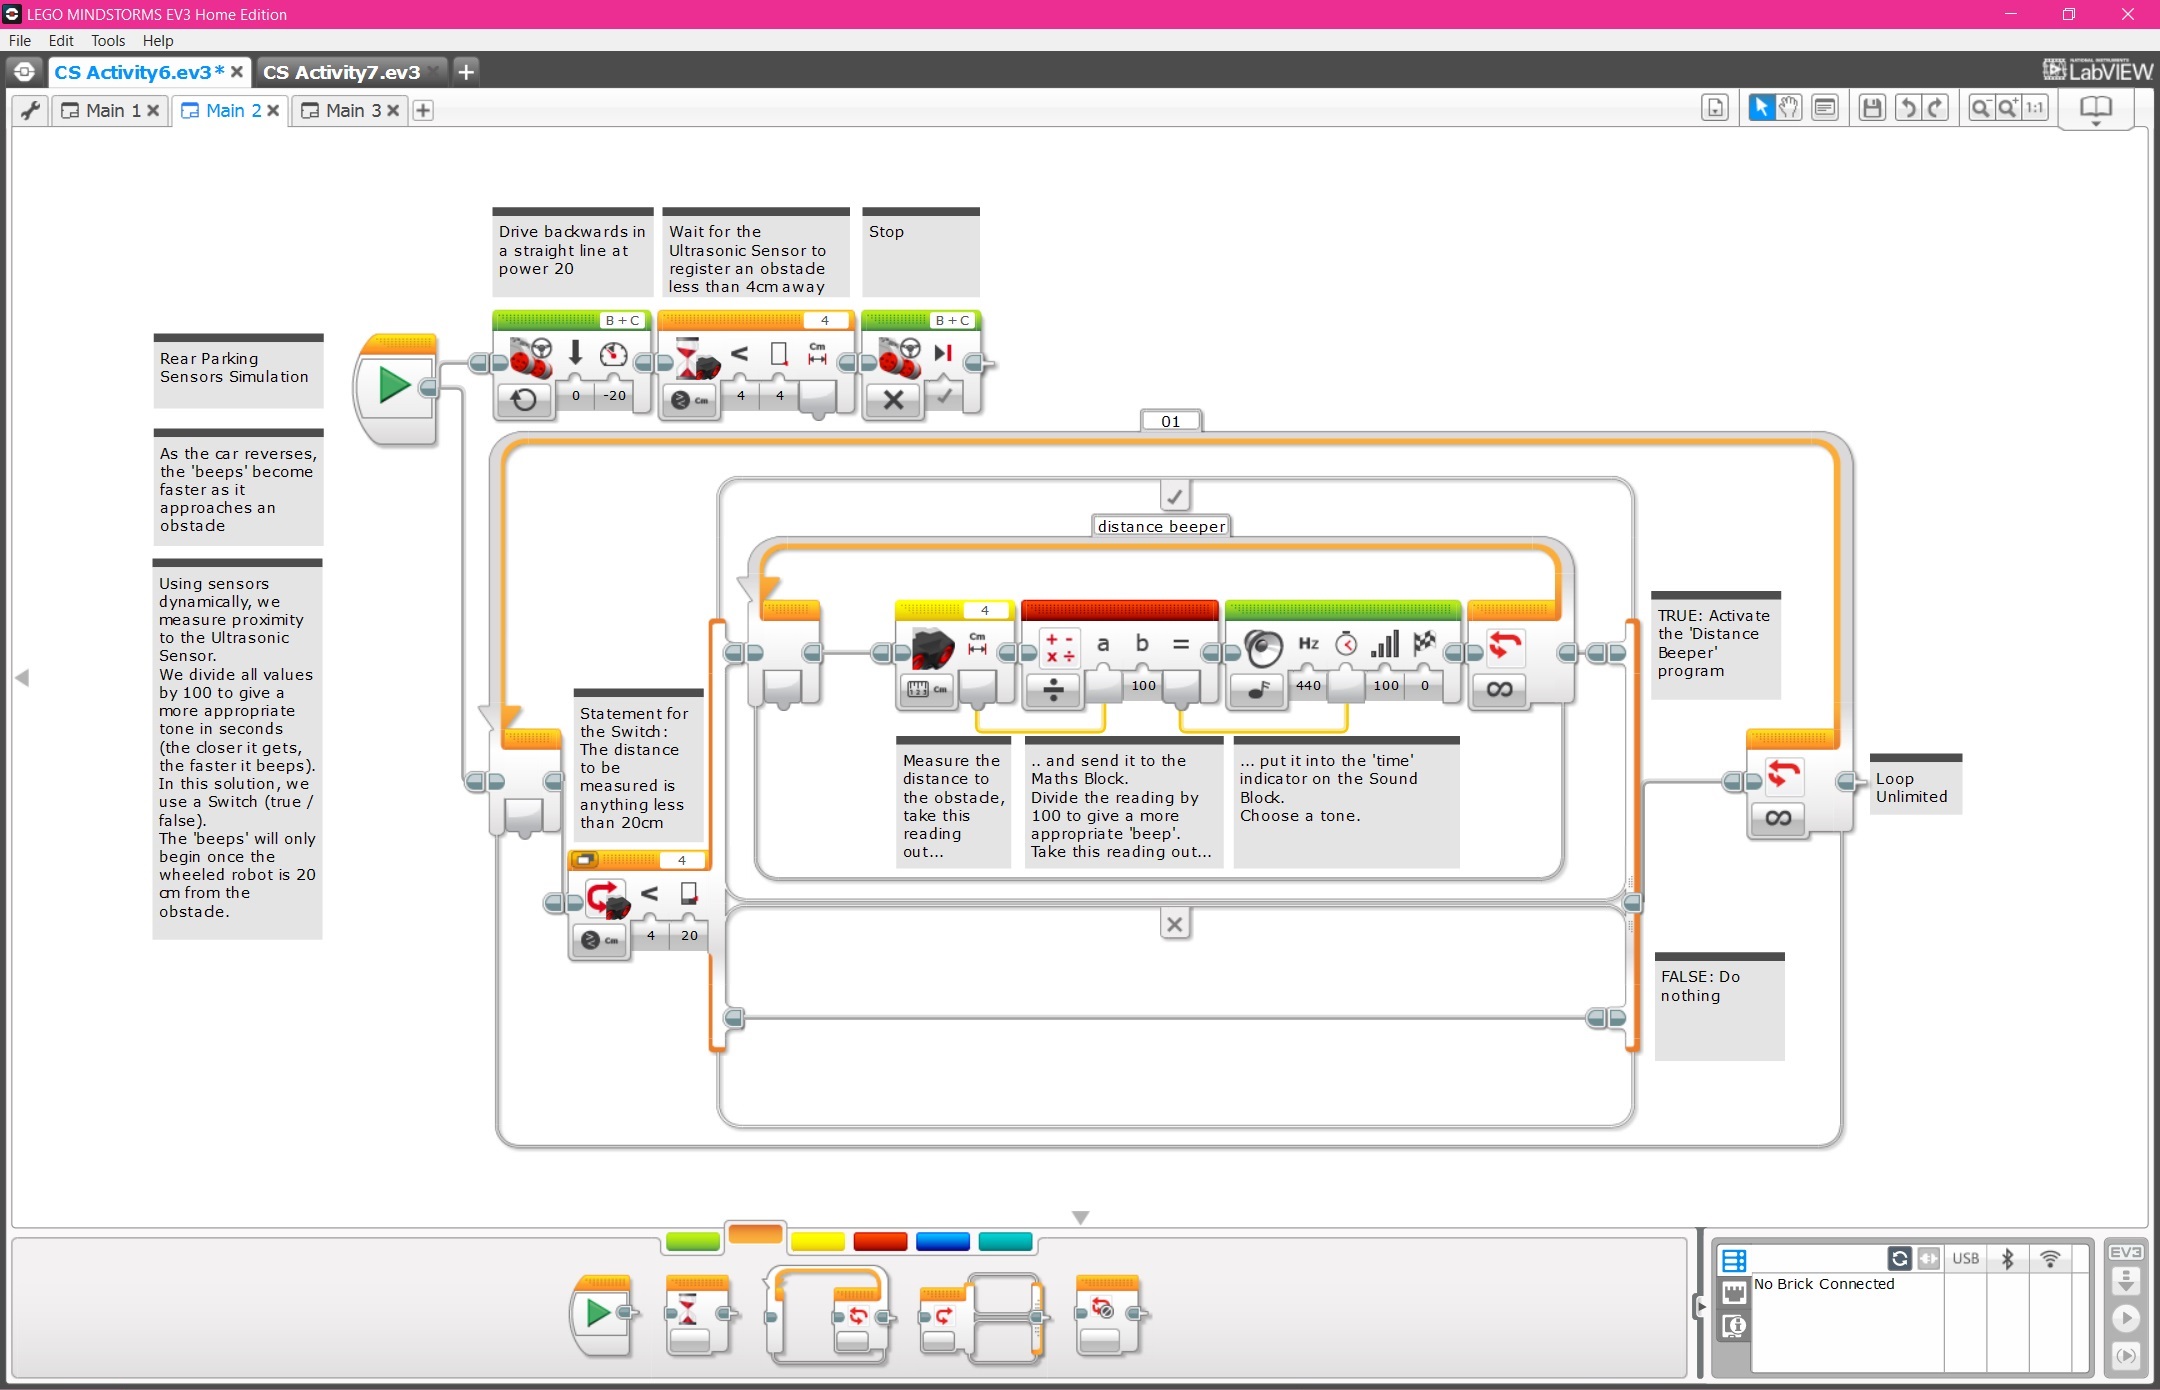 LEGO MINDSTORMS EV3 Home Edition
File Edit Tools Help
CS Activity6.ev3* CS Activity7.ev3
NATIONAL INSTRUMENTS
LabVIEW
Main 1 Main 2 Main 3
1:1
Drive backwards in
a straight line at
power 20
Wait for the
Ultrasonic Sensor to
register an obstacle
less than 4cm away
Stop
Rear Parking
Sensors Simulation
B + C
0 -20
4
< Cm
Cm 4 4
B + C
As the car reverses,
the 'beeps' become
faster as it
approaches an
obstacle
01
distance beeper
Using sensors
dynamically, we
measure proximity
to the Ultrasonic
Sensor.
We divide all values
by 100 to give a
more appropriate
tone in seconds
(the closer it gets,
the faster it beeps).
In this solution, we
use a Switch (true /
false).
The 'beeps' will only
begin once the
wheeled robot is 20
cm from the
obstacle.
4
Cm
Cm
+ -
x ÷
a b =
÷ 100
Hz
440 100 0
∞
TRUE: Activate
the 'Distance
Beeper'
program
Statement for
the Switch:
The distance
to be
measured is
anything less
than 20cm
Measure the
distance to
the obstacle,
take this
reading
out...
.. and send it to the
Maths Block.
Divide the reading by
100 to give a more
appropriate 'beep'.
Take this reading out...
... put it into the 'time'
indicator on the Sound
Block.
Choose a tone.
∞
Loop
Unlimited
4
<
Cm 4 20
FALSE: Do
nothing
USB
No Brick Connected
EV3